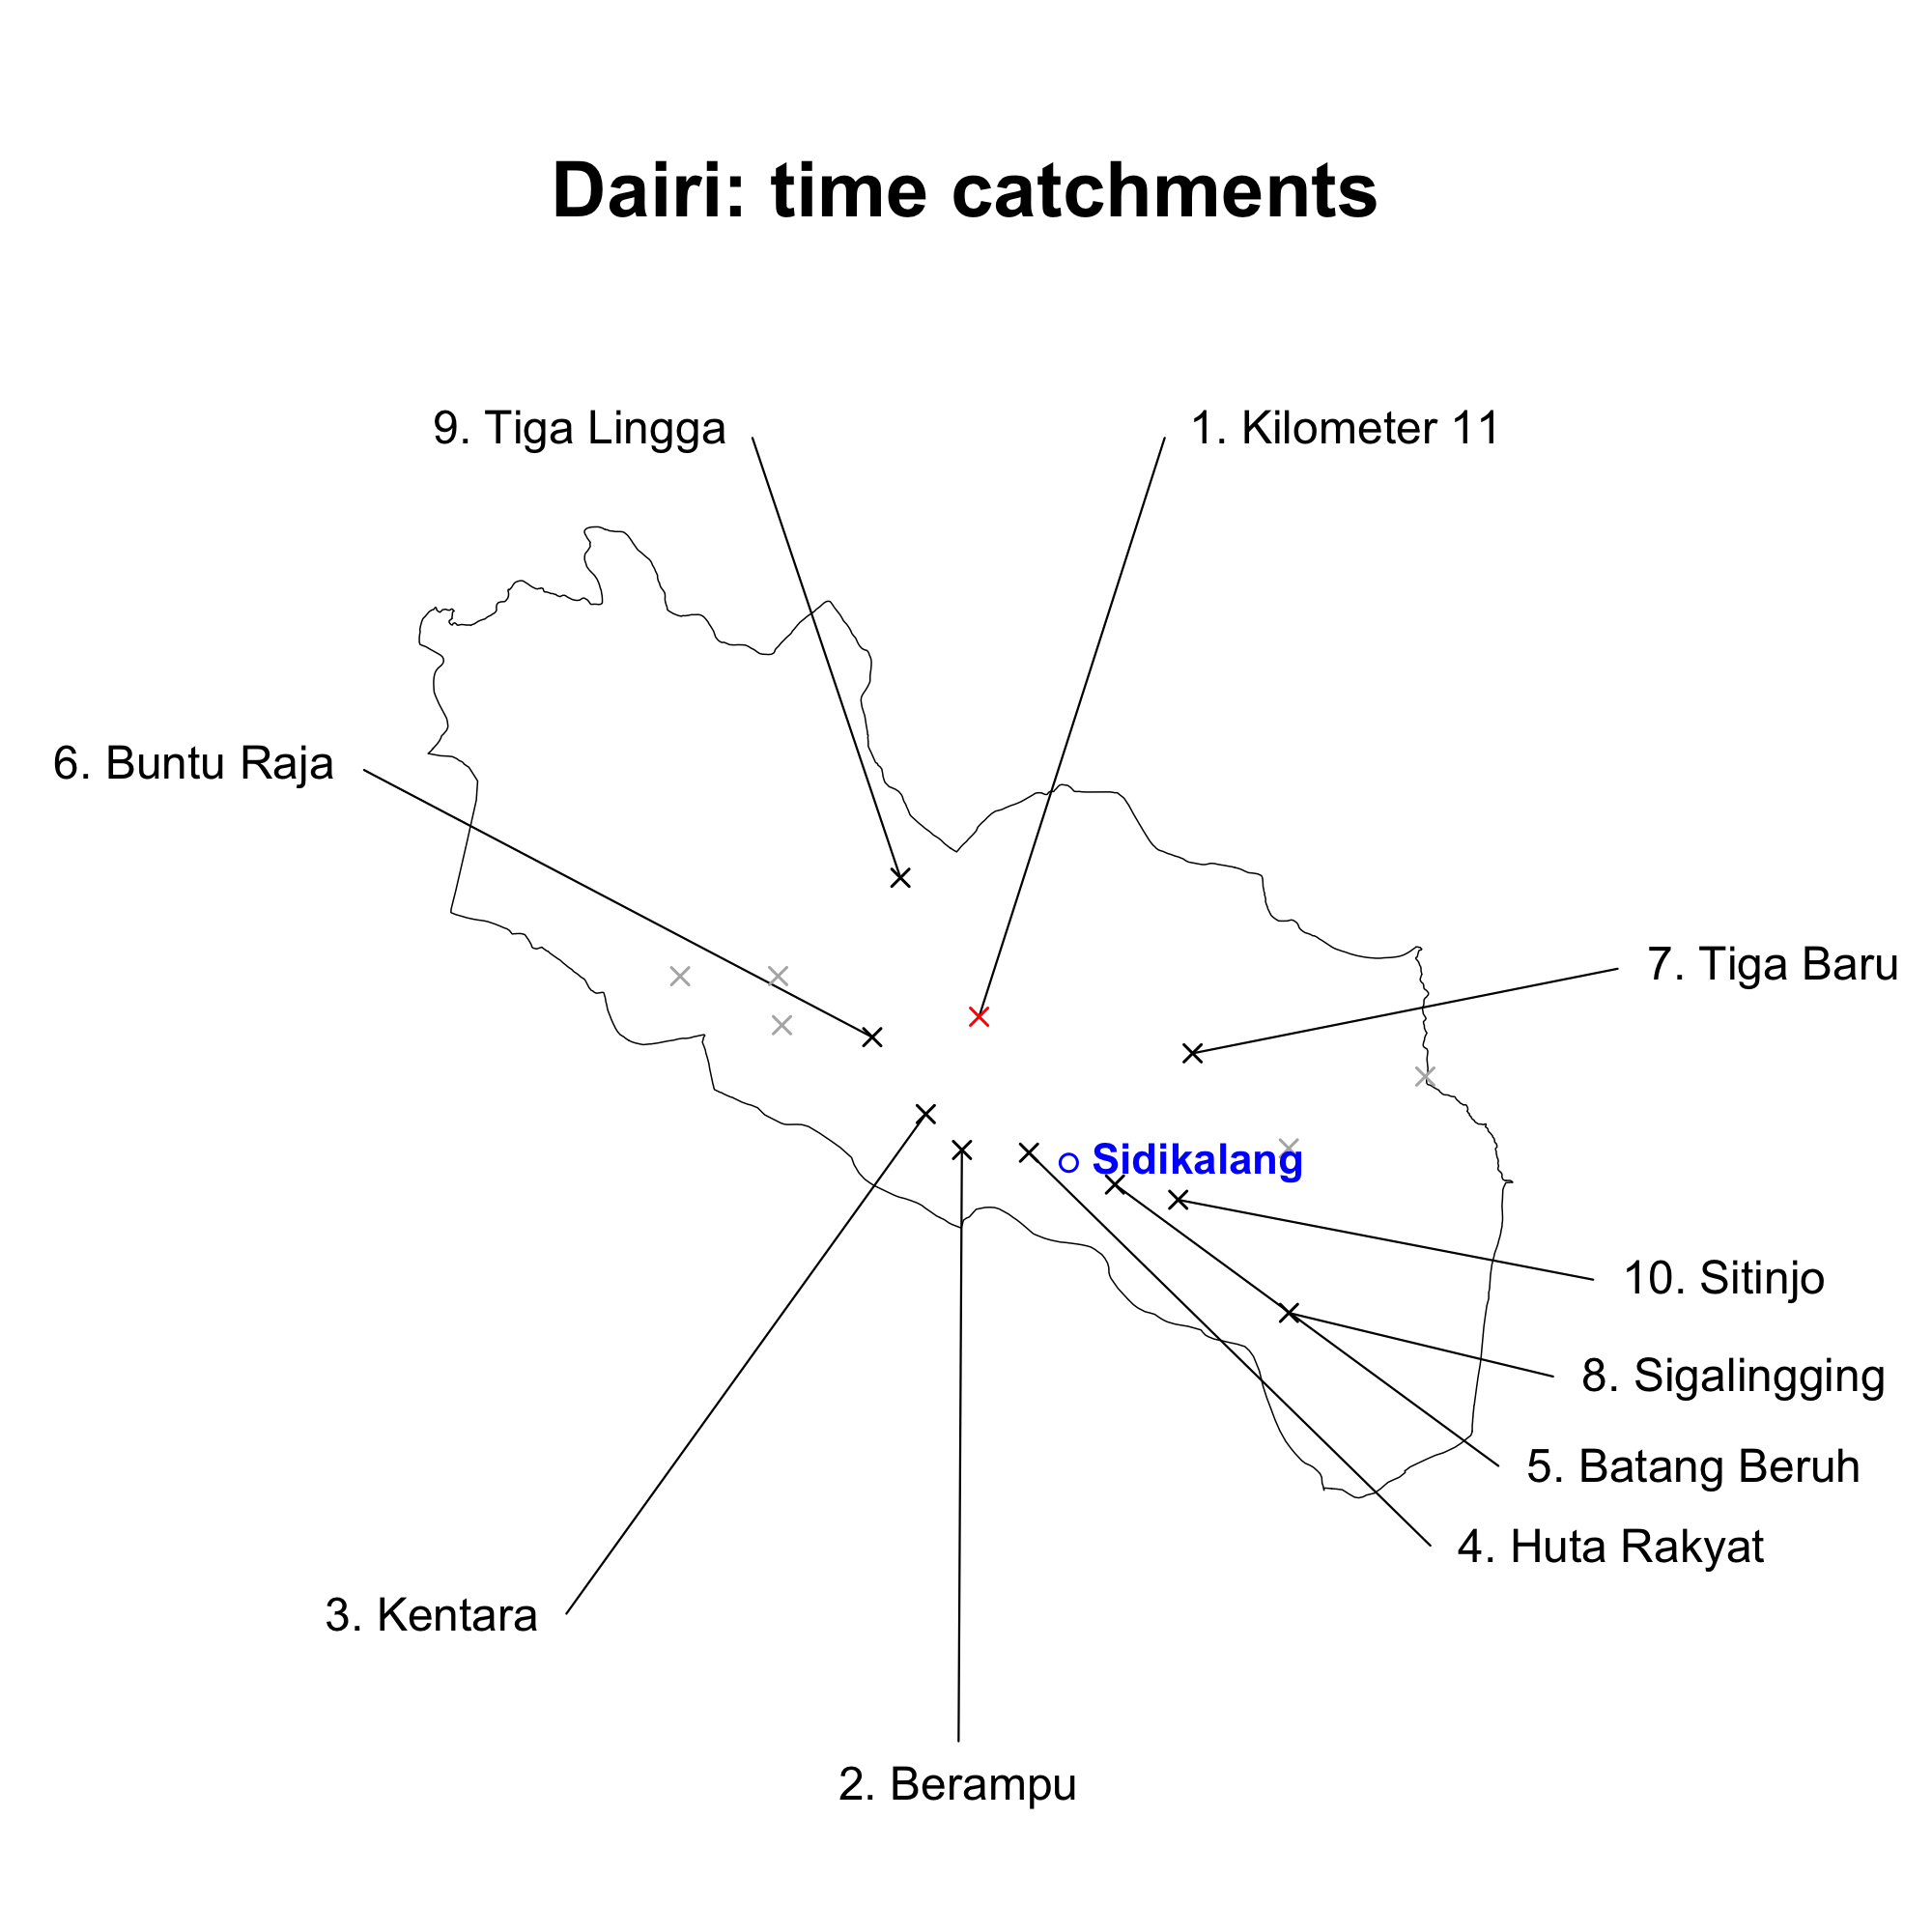 Dairi: time catchments
9. Tiga Lingga
1. Kilometer 11
6. Buntu Raja
7. Tiga Baru
Sidikalang
10. Sitinjo
8. Sigalingging
5. Batang Beruh
4. Huta Rakyat
3. Kentara
2. Berampu